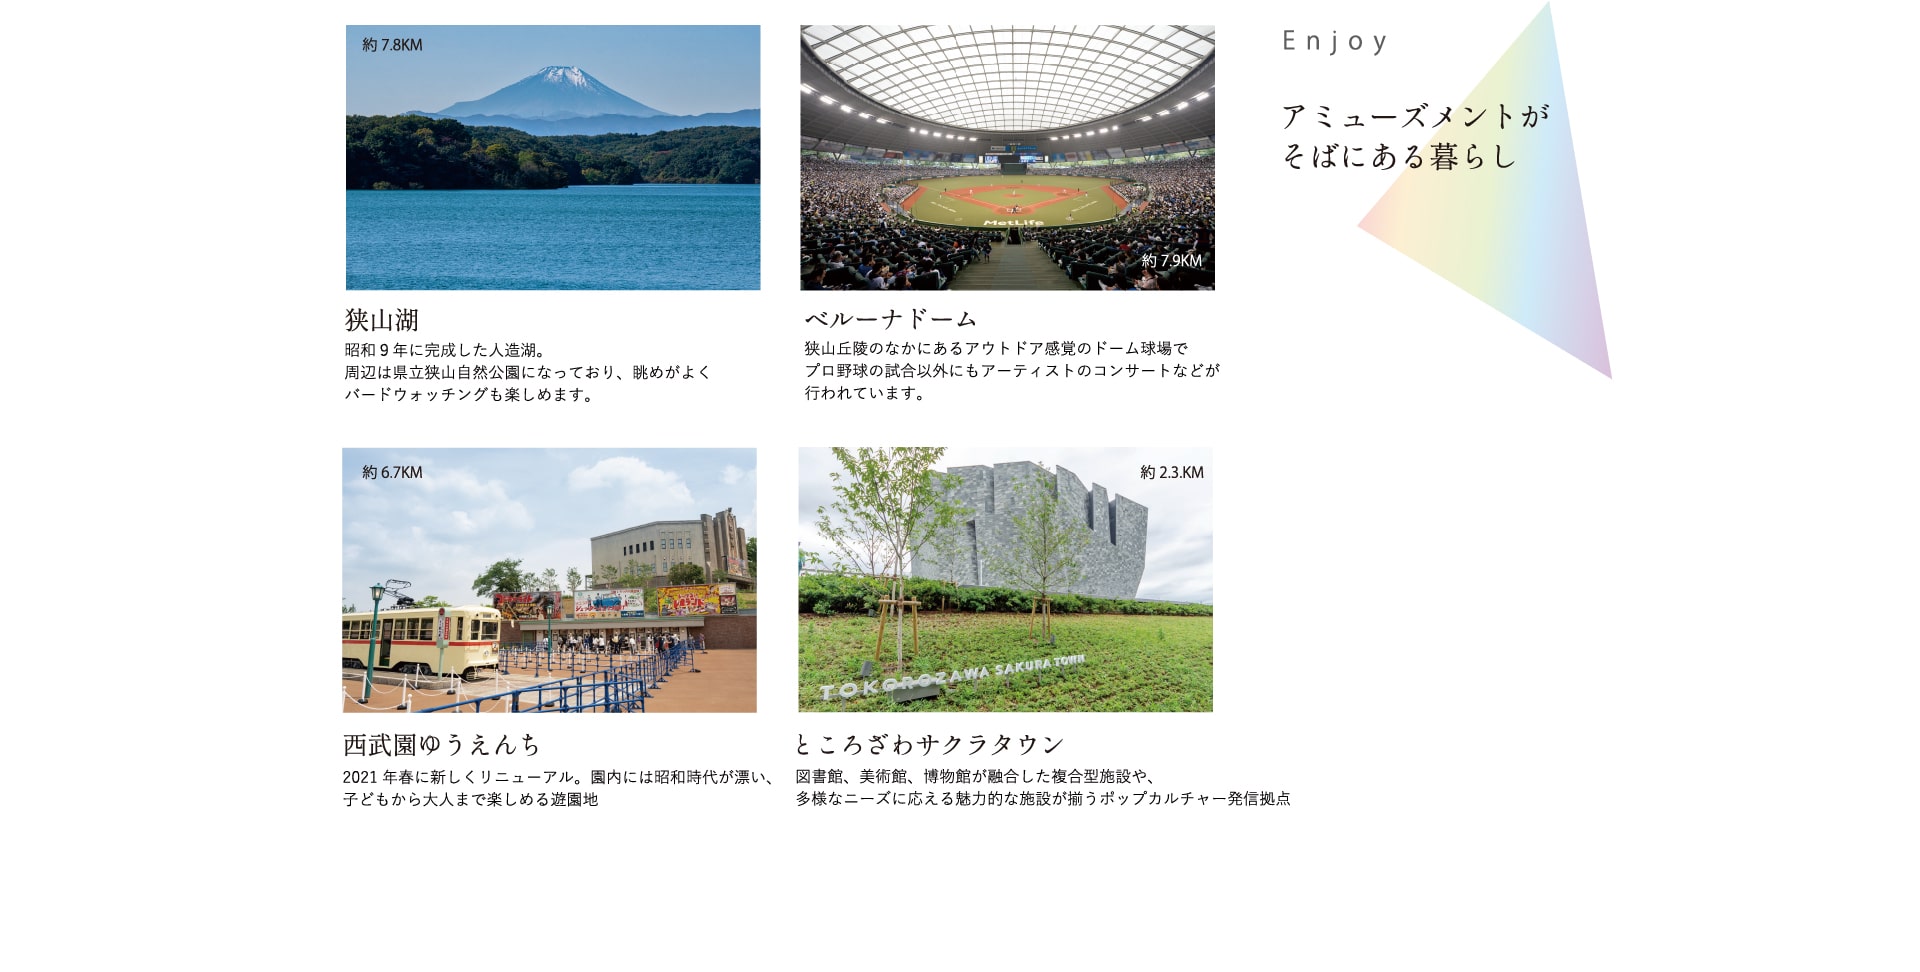 Enjoy
アミューズメントが
そばにある暮らし
約 7.8KM
狭山湖
昭和 9 年に完成した人造湖。
周辺は県立狭山自然公園になっており、眺めがよく
バードウォッチングも楽しめます。
MetLife
約 7.9KM
ベルーナドーム
狭山丘陵のなかにあるアウトドア感覚のドーム球場で
プロ野球の試合以外にもアーティストのコンサートなどが
行われています。
約 6.7KM
西武園ゆうえんち
2021 年春に新しくリニューアル。園内には昭和時代が漂い、
子どもから大人まで楽しめる遊園地
約 2.3.KM
TOKOROZAWA SAKURA TOWN
ところざわサクラタウン
図書館、美術館、博物館が融合した複合型施設や、
多様なニーズに応える魅力的な施設が揃うポップカルチャー発信拠点